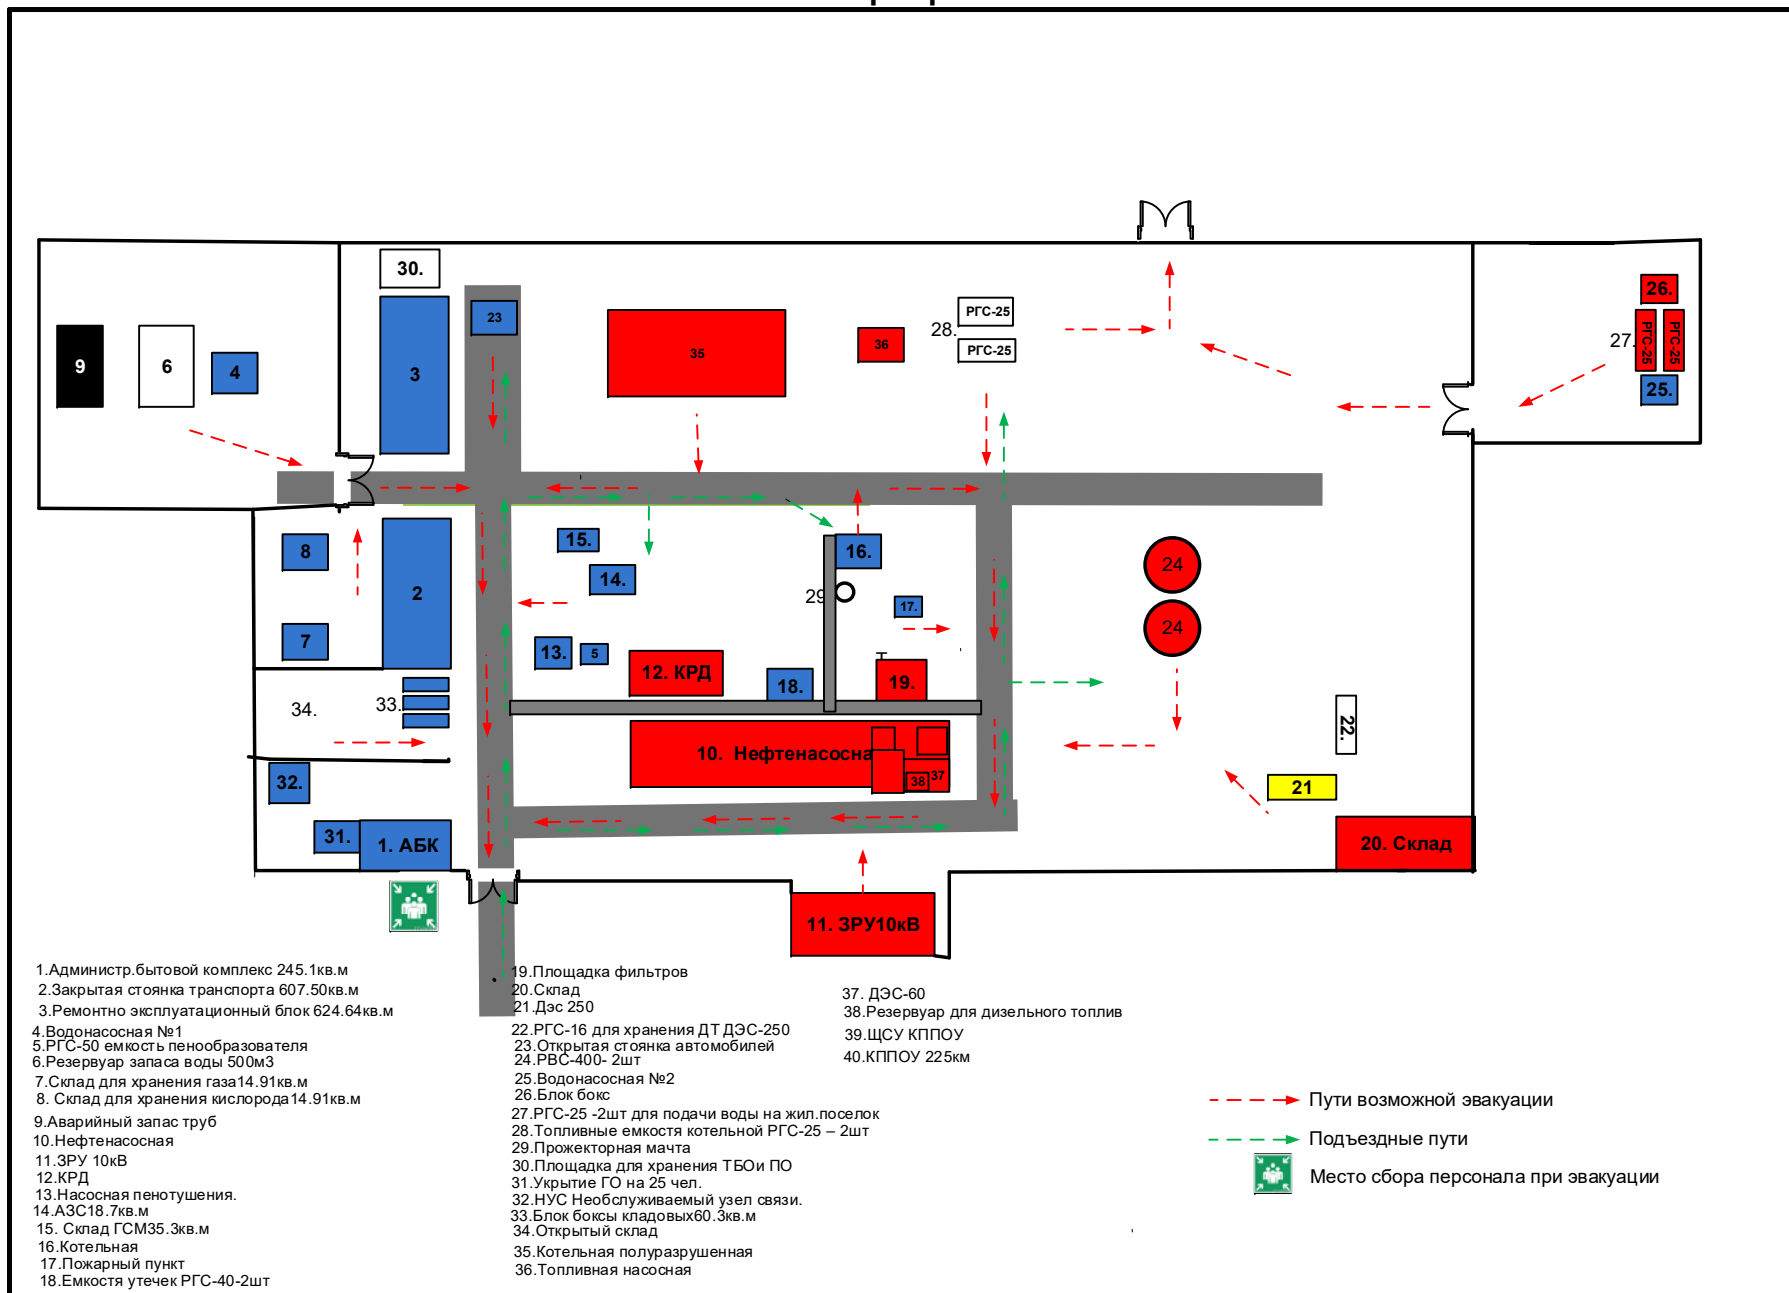 30.
23
РГС-25
28.
РГС-25
26.
РГС-25
РГС-25
27.
25.
9
6
4
3
35
36
8
2
15.
14.
16.
29
17.
24
24
7
13.
5
12. КРД
18.
19.
33.
34.
22.
10. Нефтенасосна
38
37
21
32.
31.
1. АБК
20. Склад
11. ЗРУ10кВ
1.Администр.бытовой комплекс 245.1кв.м
2.Закрытая стоянка транспорта 607.50кв.м
3.Ремонтно эксплуатационный блок 624.64кв.м
4.Водонасосная №1
5.РГС-50 емкость пенообразователя
6.Резервуар запаса воды 500м3
7.Склад для хранения газа14.91кв.м
8. Склад для хранения кислорода14.91кв.м
9.Аварийный запас труб
10.Нефтенасосная
11.ЗРУ 10кВ
12.КРД
13.Насосная пенотушения.
14.АЗС18.7кв.м
15. Склад ГСМ35.3кв.м
16.Котельная
17.Пожарный пункт
18.Емкостя утечек РГС-40-2шт
19.Площадка фильтров
20.Склад
21.Дэс 250
22.РГС-16 для хранения ДТ ДЭС-250
23.Открытая стоянка автомобилей
24.РВС-400- 2шт
25.Водонасосная №2
26.Блок бокс
27.РГС-25 -2шт для подачи воды на жил.поселок
28.Топливные емкостя котельной РГС-25 – 2шт
29.Прожекторная мачта
30.Площадка для хранения ТБОи ПО
31.Укрытие ГО на 25 чел.
32.НУС Необслуживаемый узел связи.
33.Блок боксы кладовых60.3кв.м
34.Открытый склад
35.Котельная полуразрушенная
36.Топливная насосная
37. ДЭС-60
38.Резервуар для дизельного топлив
39.ЩСУ КППОУ
40.КППОУ 225км
Пути возможной эвакуации
Подъездные пути
Место сбора персонала при эвакуации